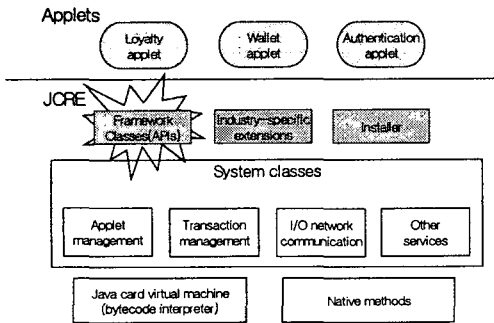 Applets
Loyalty
applet
Wallet
applet
Authentication
applet
JCRE
Framework
Classes(APIs)
Industry-specific
extensions
Installer
System classes
Applet
management
Transaction
management
I/O network
communication
Other
services
Java card virtual machine
(bytecode interpreter)
Native methods